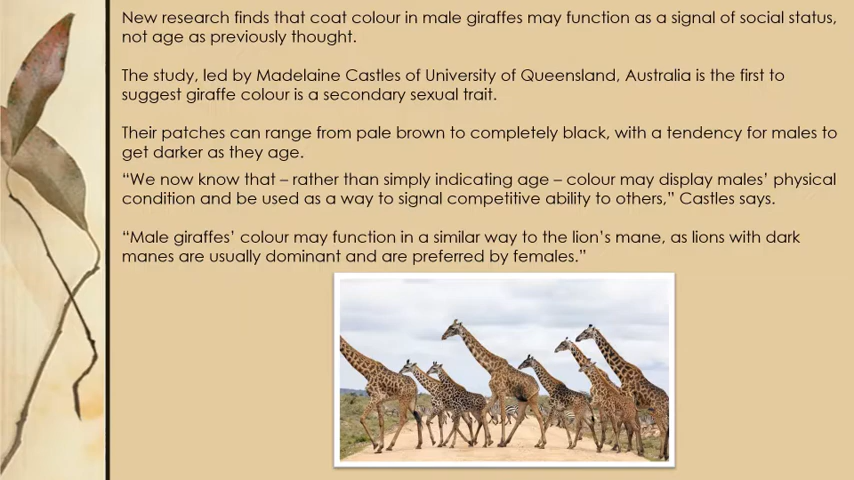 New research finds that coat colour in male giraffes may function as a signal of social status,
not age as previously thought.
The study, led by Madelaine Castles of University of Queensland, Australia is the first to
suggest giraffe colour is a secondary sexual trait.
Their patches can range from pale brown to completely black, with a tendency for males to
get darker as they age.
“We now know that – rather than simply indicating age – colour may display males’ physical
condition and be used as a way to signal competitive ability to others,” Castles says.
“Male giraffes’ colour may function in a similar way to the lion’s mane, as lions with dark
manes are usually dominant and are preferred by females.”